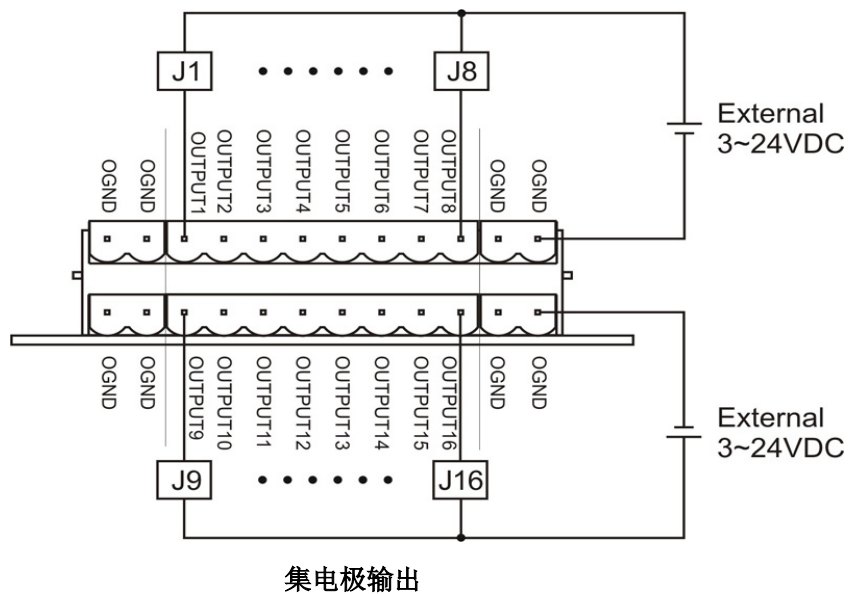 J1
J8
External
3~24VDC
OGND
OGND
OUTPUT1
OUTPUT2
OUTPUT3
OUTPUT4
OUTPUT5
OUTPUT6
OUTPUT7
OUTPUT8
OGND
OGND
OGND
OGND
OUTPUT9
OUTPUT10
OUTPUT11
OUTPUT12
OUTPUT13
OUTPUT14
OUTPUT15
OUTPUT16
OGND
OGND
External
3~24VDC
J9
J16
集电极输出